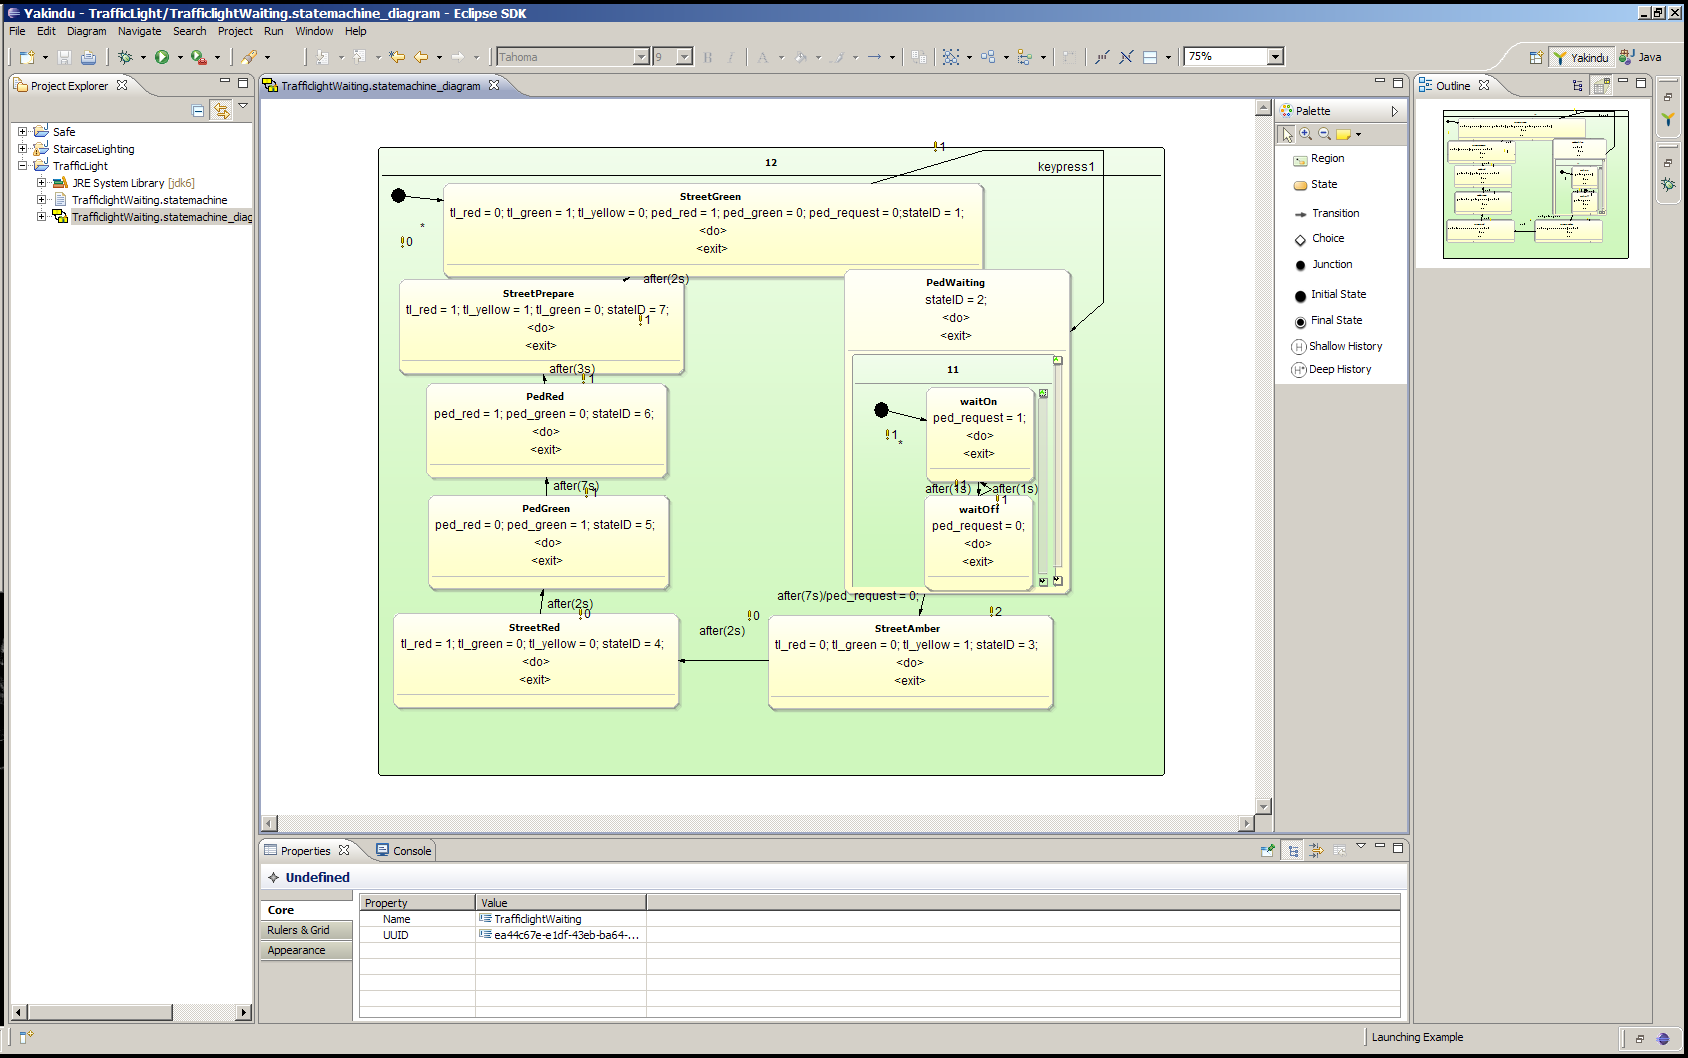 Yakindu - TrafficLight/TrafficlightWaiting.statemachine_diagram - Eclipse SDK
File Edit Diagram Navigate Search Project Run Window Help
Tahoma 9 B I A 75% Yakindu Java
Project Explorer
Safe
StaircaseLighting
TrafficLight
JRE System Library [jdk6]
TrafficlightWaiting.statemachine
TrafficlightWaiting.statemachine_diag
TrafficlightWaiting.statemachine_diagram
12
1
keypress1
StreetGreen
tl_red = 0; tl_green = 1; tl_yellow = 0; ped_red = 1; ped_green = 0; ped_request = 0;stateID = 1;
<do>
<exit>
*
0
after(2s)
StreetPrepare
tl_red = 1; tl_yellow = 1; tl_green = 0; stateID = 7;
1
<do>
<exit>
after(3s)
1
PedRed
ped_red = 1; ped_green = 0; stateID = 6;
<do>
<exit>
after(7s)
1
PedGreen
ped_red = 0; ped_green = 1; stateID = 5;
<do>
<exit>
after(2s)
0
StreetRed
tl_red = 1; tl_green = 0; tl_yellow = 0; stateID = 4;
<do>
<exit>
PedWaiting
stateID = 2;
<do>
<exit>
11
waitOn
ped_request = 1;
<do>
<exit>
1
*
after(1s) 1 after(1s)
1
waitOff
ped_request = 0;
<do>
<exit>
after(7s)/ped_request = 0;
2
0
after(2s)
StreetAmber
tl_red = 0; tl_green = 0; tl_yellow = 1; stateID = 3;
<do>
<exit>
Palette
Region
State
Transition
Choice
Junction
Initial State
Final State
H Shallow History
H* Deep History
Outline
Properties Console
Undefined
Core
Rulers & Grid
Appearance
Property Value
Name TrafficlightWaiting
UUID ea44c67e-e1df-43eb-ba64-...
Launching Example